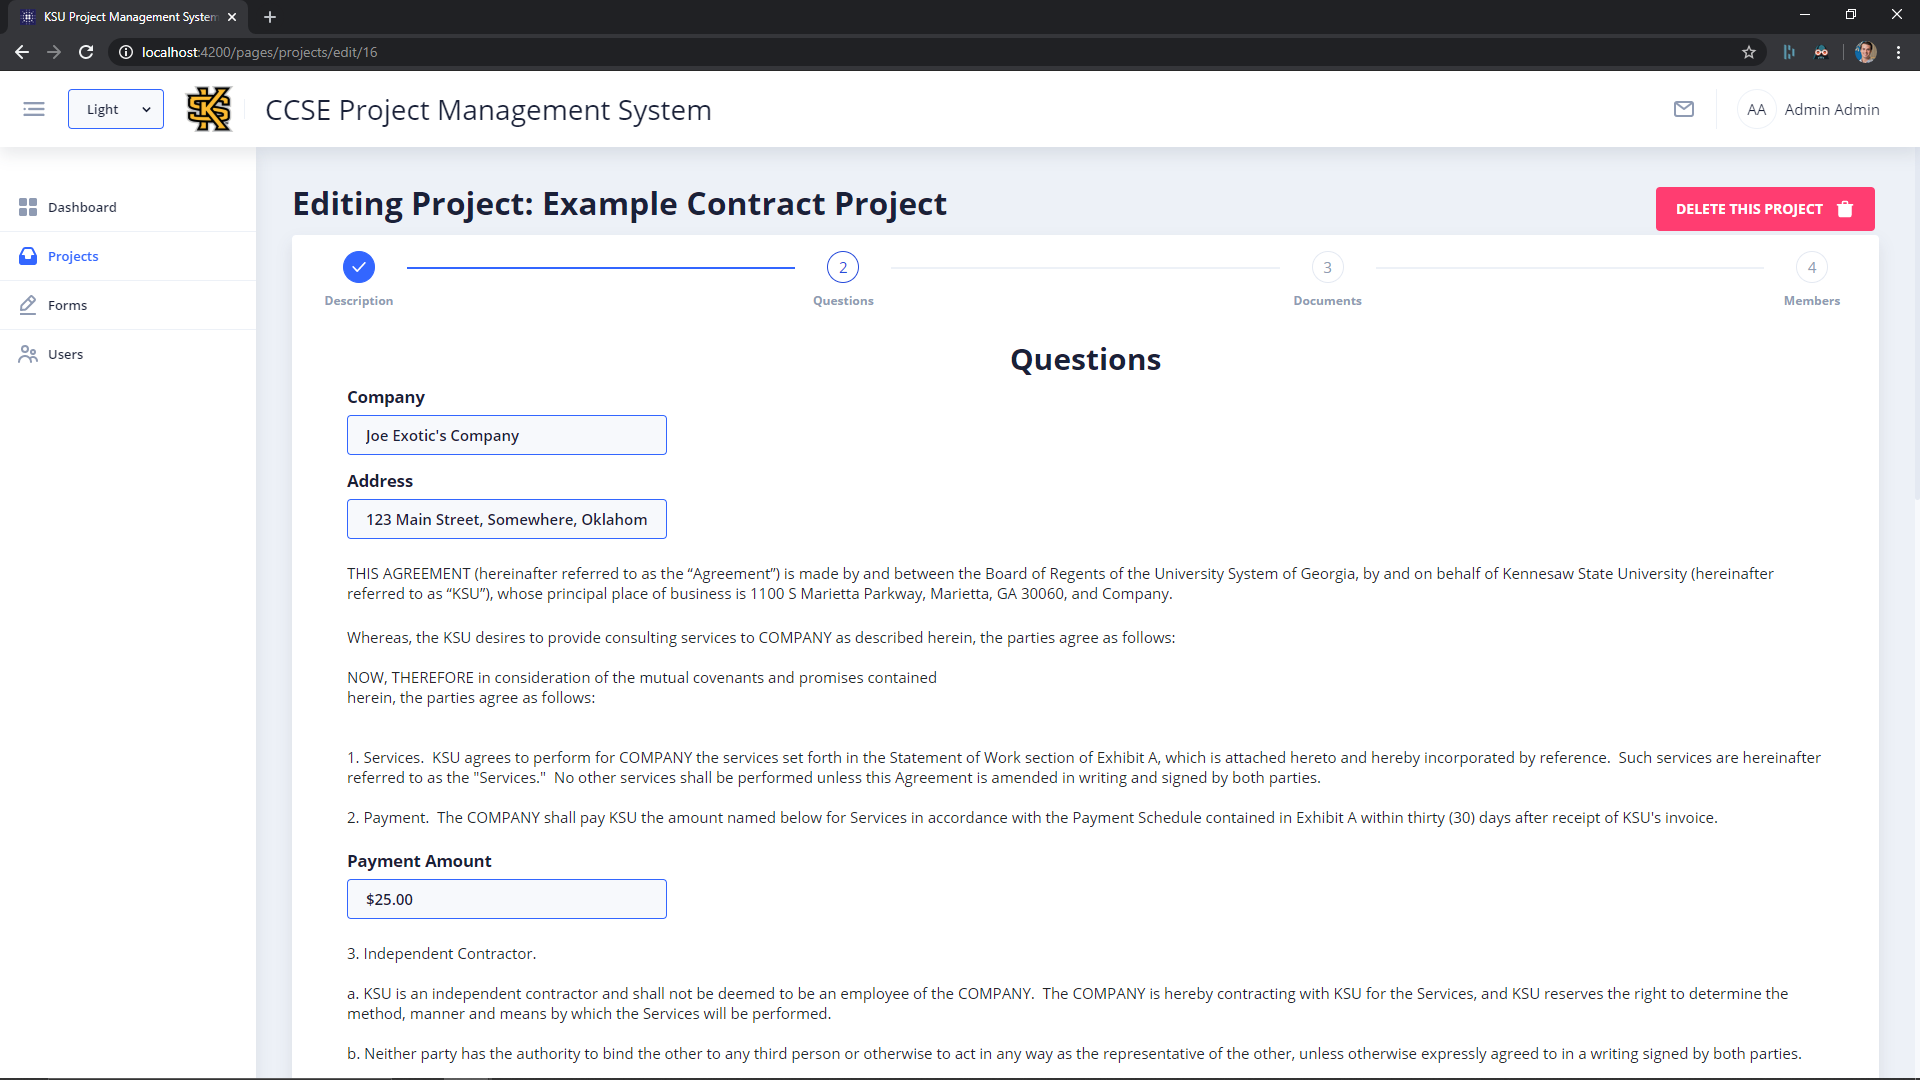 KSU Project Management System
localhost:4200/pages/projects/edit/16
Light
KS
CCSE Project Management System
AA Admin Admin
Dashboard
Projects
Forms
Users
Editing Project: Example Contract Project
DELETE THIS PROJECT
2 3 4
Description Questions Documents Members
Questions
Company
Joe Exotic's Company
Address
123 Main Street, Somewhere, Oklahom
THIS AGREEMENT (hereinafter referred to as the “Agreement”) is made by and between the Board of Regents of the University System of Georgia, by and on behalf of Kennesaw State University (hereinafter
referred to as “KSU”), whose principal place of business is 1100 S Marietta Parkway, Marietta, GA 30060, and Company.
Whereas, the KSU desires to provide consulting services to COMPANY as described herein, the parties agree as follows:
NOW, THEREFORE in consideration of the mutual covenants and promises contained
herein, the parties agree as follows:
1. Services.  KSU agrees to perform for COMPANY the services set forth in the Statement of Work section of Exhibit A, which is attached hereto and hereby incorporated by reference.  Such services are hereinafter
referred to as the "Services."  No other services shall be performed unless this Agreement is amended in writing and signed by both parties.
2. Payment.  The COMPANY shall pay KSU the amount named below for Services in accordance with the Payment Schedule contained in Exhibit A within thirty (30) days after receipt of KSU's invoice.
Payment Amount
$25.00
3. Independent Contractor.
a. KSU is an independent contractor and shall not be deemed to be an employee of the COMPANY.  The COMPANY is hereby contracting with KSU for the Services, and KSU reserves the right to determine the
method, manner and means by which the Services will be performed.
b. Neither party has the authority to bind the other to any third person or otherwise to act in any way as the representative of the other, unless otherwise expressly agreed to in a writing signed by both parties.